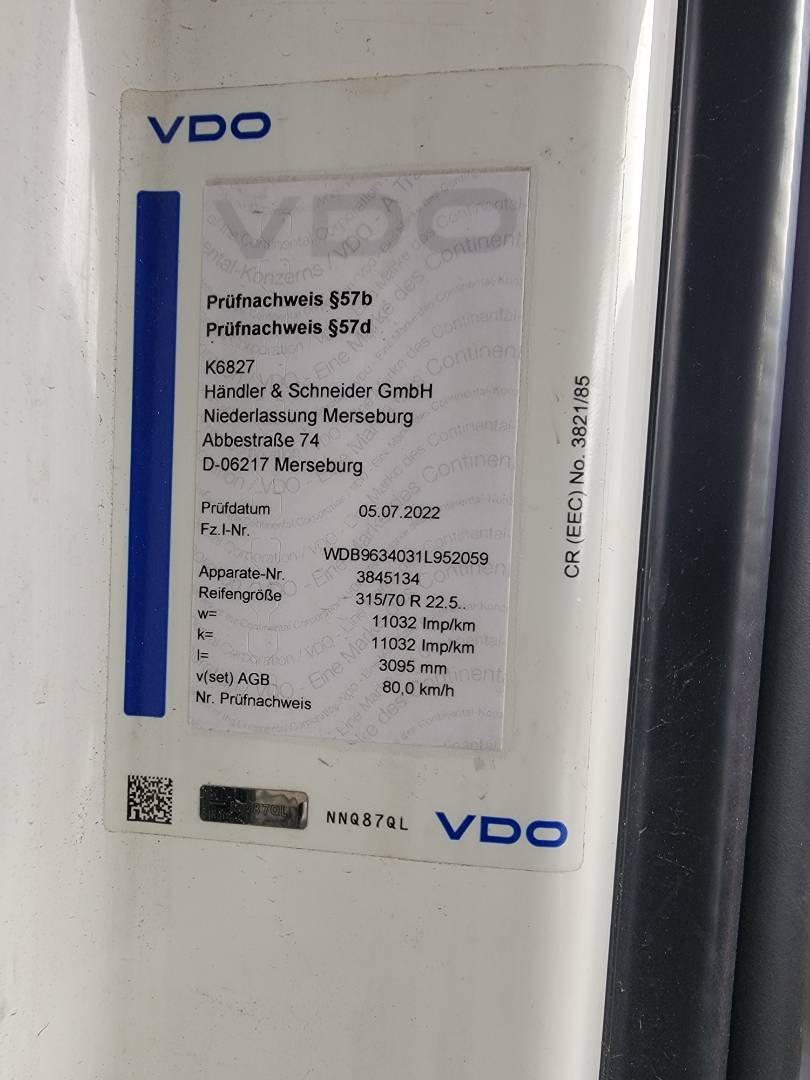 VDO
VDO
Prüfnachweis §57b
Prüfnachweis §57d
K6827
Händler & Schneider GmbH
Niederlassung Merseburg
Abbestraße 74
D-06217 Merseburg
Prüfdatum 05.07.2022
Fz.I-Nr.
WDB9634031L952059
Apparate-Nr. 3845134
Reifengröße 315/70 R 22.5..
w= 11032 Imp/km
k= 11032 Imp/km
l= 3095 mm
v(set) AGB 80,0 km/h
Nr. Prüfnachweis
CR (EEC) No. 3821/85
NNQ87QL
VDO